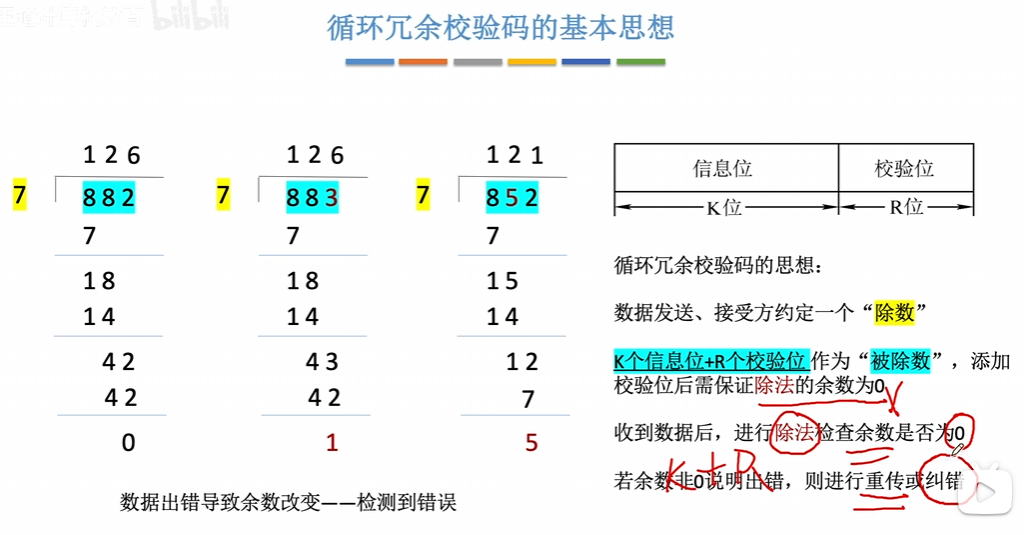 bilibili
循环冗余校验码的基本思想
126
7 882
7
18
14
42
42
0
126
7 883
7
18
14
43
42
1
121
7 852
7
15
14
12
7
5
数据出错导致余数改变——检测到错误
信息位 校验位
K位 R位
循环冗余校验码的思想：
数据发送、接受方约定一个“除数”
K个信息位+R个校验位作为“被除数”，添加
校验位后需保证除法的余数为0
收到数据后，进行除法检查余数是否为0
若余数非0说明出错，则进行重传或纠错
K+R